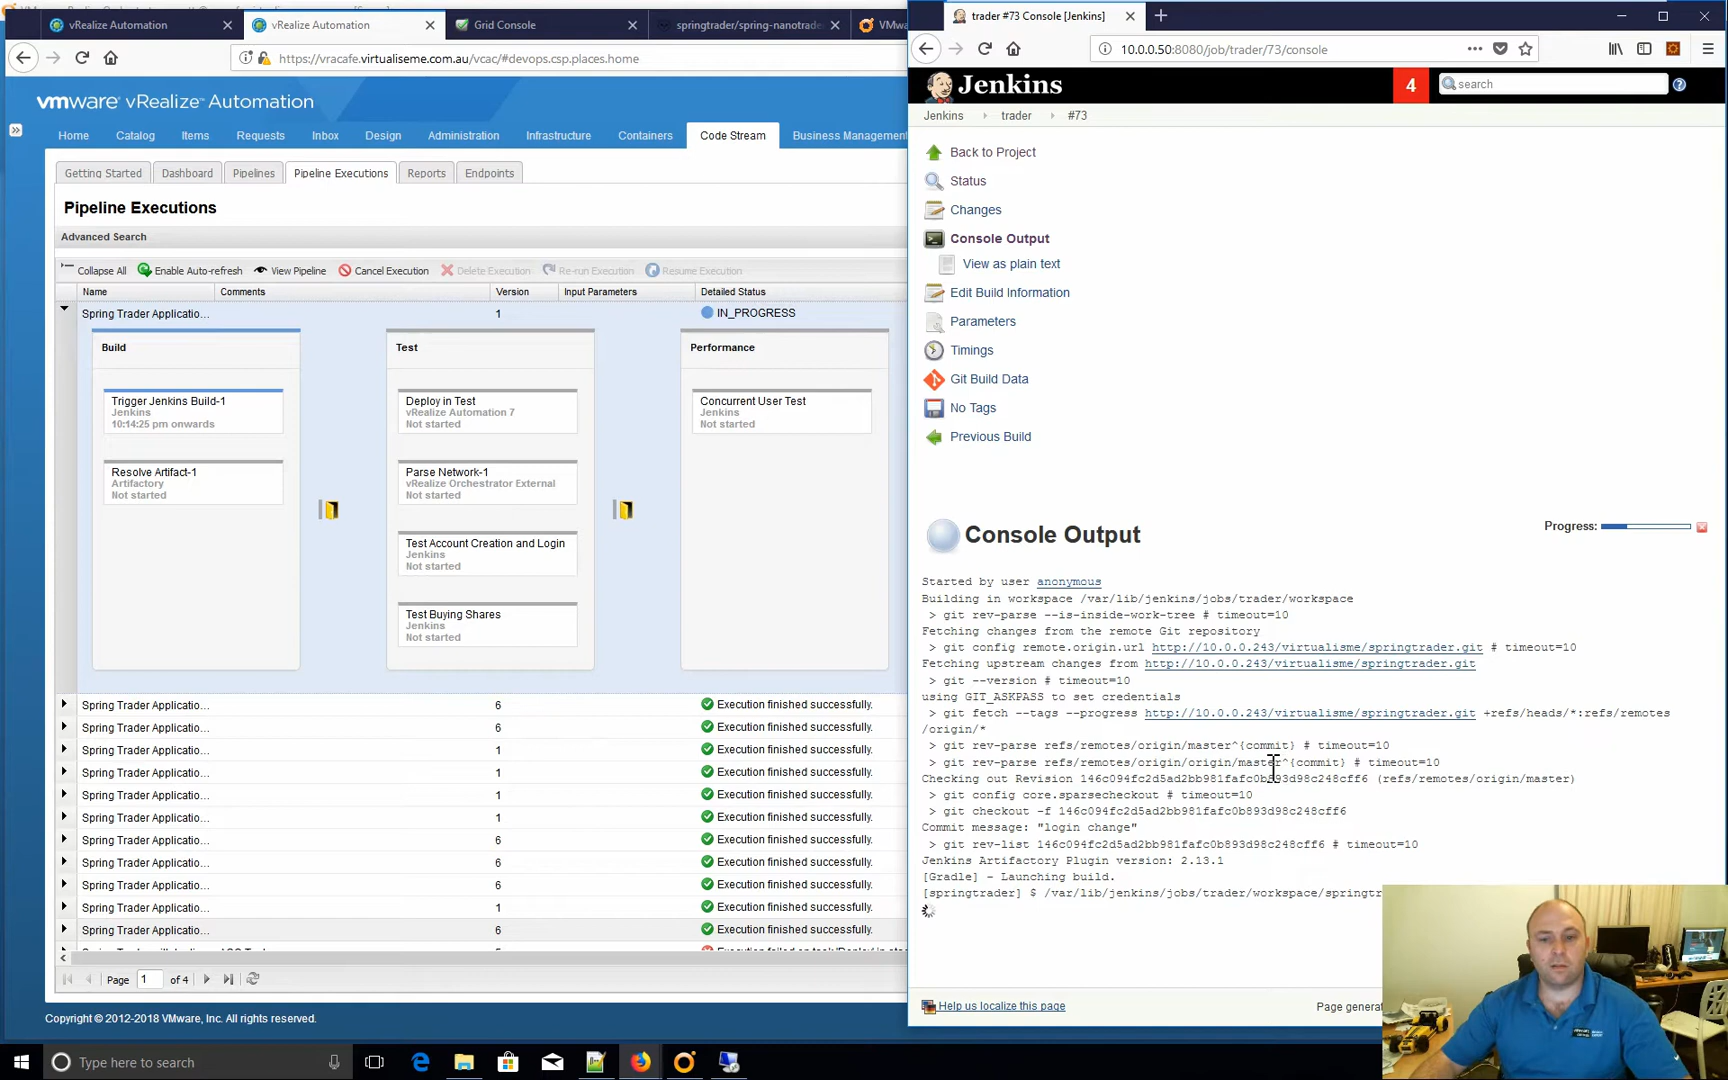 vRealize Automation
vRealize Automation
Grid Console
springtrader/spring-nanotrade
VMwa
https://vracafe.virtualiseme.com.au/vcac/#devops.csp.places.home
vmware® vRealize™ Automation
Home Catalog Items Requests Inbox Design Administration Infrastructure Containers Code Stream Business Management
Getting Started Dashboard Pipelines Pipeline Executions Reports Endpoints
Pipeline Executions
Advanced Search
Collapse All Enable Auto-refresh View Pipeline Cancel Execution Delete Execution Re-run Execution Resume Execution
Name Comments Version Input Parameters Detailed Status
Spring Trader Applicatio... 1 IN_PROGRESS
Build
Trigger Jenkins Build-1
Jenkins
10:14:25 pm onwards
Resolve Artifact-1
Artifactory
Not started
Test
Deploy in Test
vRealize Automation 7
Not started
Parse Network-1
vRealize Orchestrator External
Not started
Test Account Creation and Login
Jenkins
Not started
Test Buying Shares
Jenkins
Not started
Performance
Concurrent User Test
Jenkins
Not started
Spring Trader Applicatio... 6 Execution finished successfully.
Spring Trader Applicatio... 6 Execution finished successfully.
Spring Trader Applicatio... 1 Execution finished successfully.
Spring Trader Applicatio... 1 Execution finished successfully.
Spring Trader Applicatio... 1 Execution finished successfully.
Spring Trader Applicatio... 1 Execution finished successfully.
Spring Trader Applicatio... 6 Execution finished successfully.
Spring Trader Applicatio... 6 Execution finished successfully.
Spring Trader Applicatio... 6 Execution finished successfully.
Spring Trader Applicatio... 1 Execution finished successfully.
Spring Trader Applicatio... 6 Execution finished successfully.
Page 1 of 4
Copyright © 2012-2018 VMware, Inc. All rights reserved.
trader #73 Console [Jenkins]
10.0.0.50:8080/job/trader/73/console
Jenkins
4
search
Jenkins trader #73
Back to Project
Status
Changes
Console Output
View as plain text
Edit Build Information
Parameters
Timings
Git Build Data
No Tags
Previous Build
Console Output
Progress:
Started by user anonymous
Building in workspace /var/lib/jenkins/jobs/trader/workspace
> git rev-parse --is-inside-work-tree # timeout=10
Fetching changes from the remote Git repository
> git config remote.origin.url http://10.0.0.243/virtualisme/springtrader.git # timeout=10
Fetching upstream changes from http://10.0.0.243/virtualisme/springtrader.git
> git --version # timeout=10
using GIT_ASKPASS to set credentials
> git fetch --tags --progress http://10.0.0.243/virtualisme/springtrader.git +refs/heads/*:refs/remotes
/origin/*
> git rev-parse refs/remotes/origin/master^{commit} # timeout=10
> git rev-parse refs/remotes/origin/origin/master^{commit} # timeout=10
Checking out Revision 146c094fc2d5ad2bb981fafc0b893d98c248cff6 (refs/remotes/origin/master)
> git config core.sparsecheckout # timeout=10
> git checkout -f 146c094fc2d5ad2bb981fafc0b893d98c248cff6
Commit message: "login change"
> git rev-list 146c094fc2d5ad2bb981fafc0b893d98c248cff6 # timeout=10
Jenkins Artifactory Plugin version: 2.13.1
[Gradle] - Launching build.
[springtrader] $ /var/lib/jenkins/jobs/trader/workspace/springtr
Help us localize this page
Page genera
Type here to search